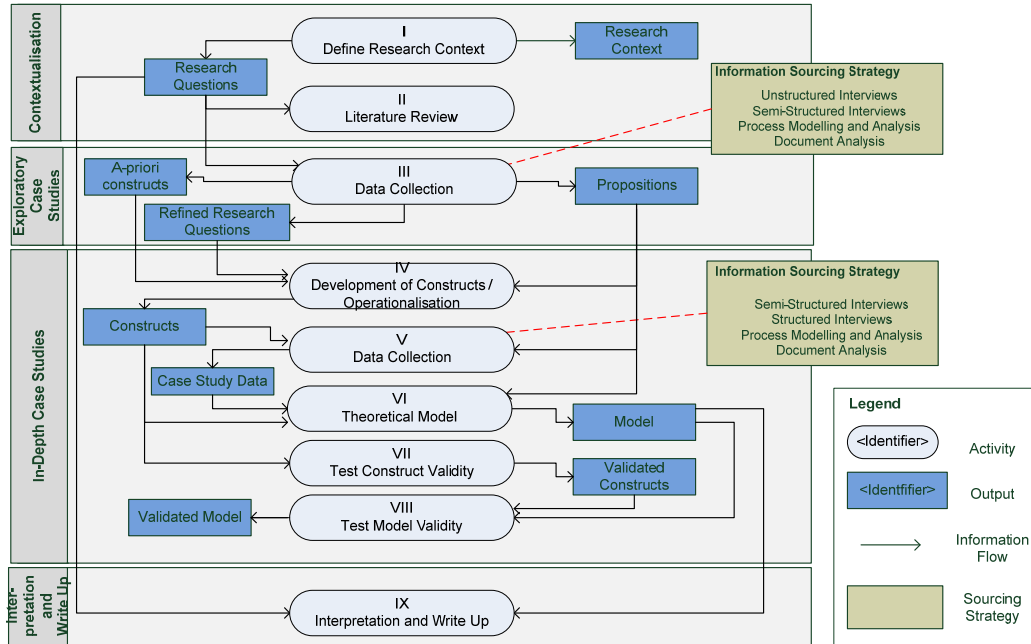 Contextualisation
I
Define Research Context
Research
Context
Research
Questions
II
Literature Review
Information Sourcing Strategy
Unstructured Interviews
Semi-Structured Interviews
Process Modelling and Analysis
Document Analysis
Exploratory
Case
Studies
A-priori
constructs
III
Data Collection
Propositions
Refined Research
Questions
In-Depth Case Studies
IV
Development of Constructs /
Operationalisation
Information Sourcing Strategy
Semi-Structured Interviews
Structured Interviews
Process Modelling and Analysis
Document Analysis
Constructs
V
Data Collection
Case Study Data
VI
Theoretical Model
Model
VII
Test Construct Validity
Validated
Constructs
VIII
Test Model Validity
Validated Model
Inter-
pretation
and
Write Up
IX
Interpretation and Write Up
Legend
<Identifier>
Activity
<Identififier>
Output
Information
Flow
Sourcing
Strategy